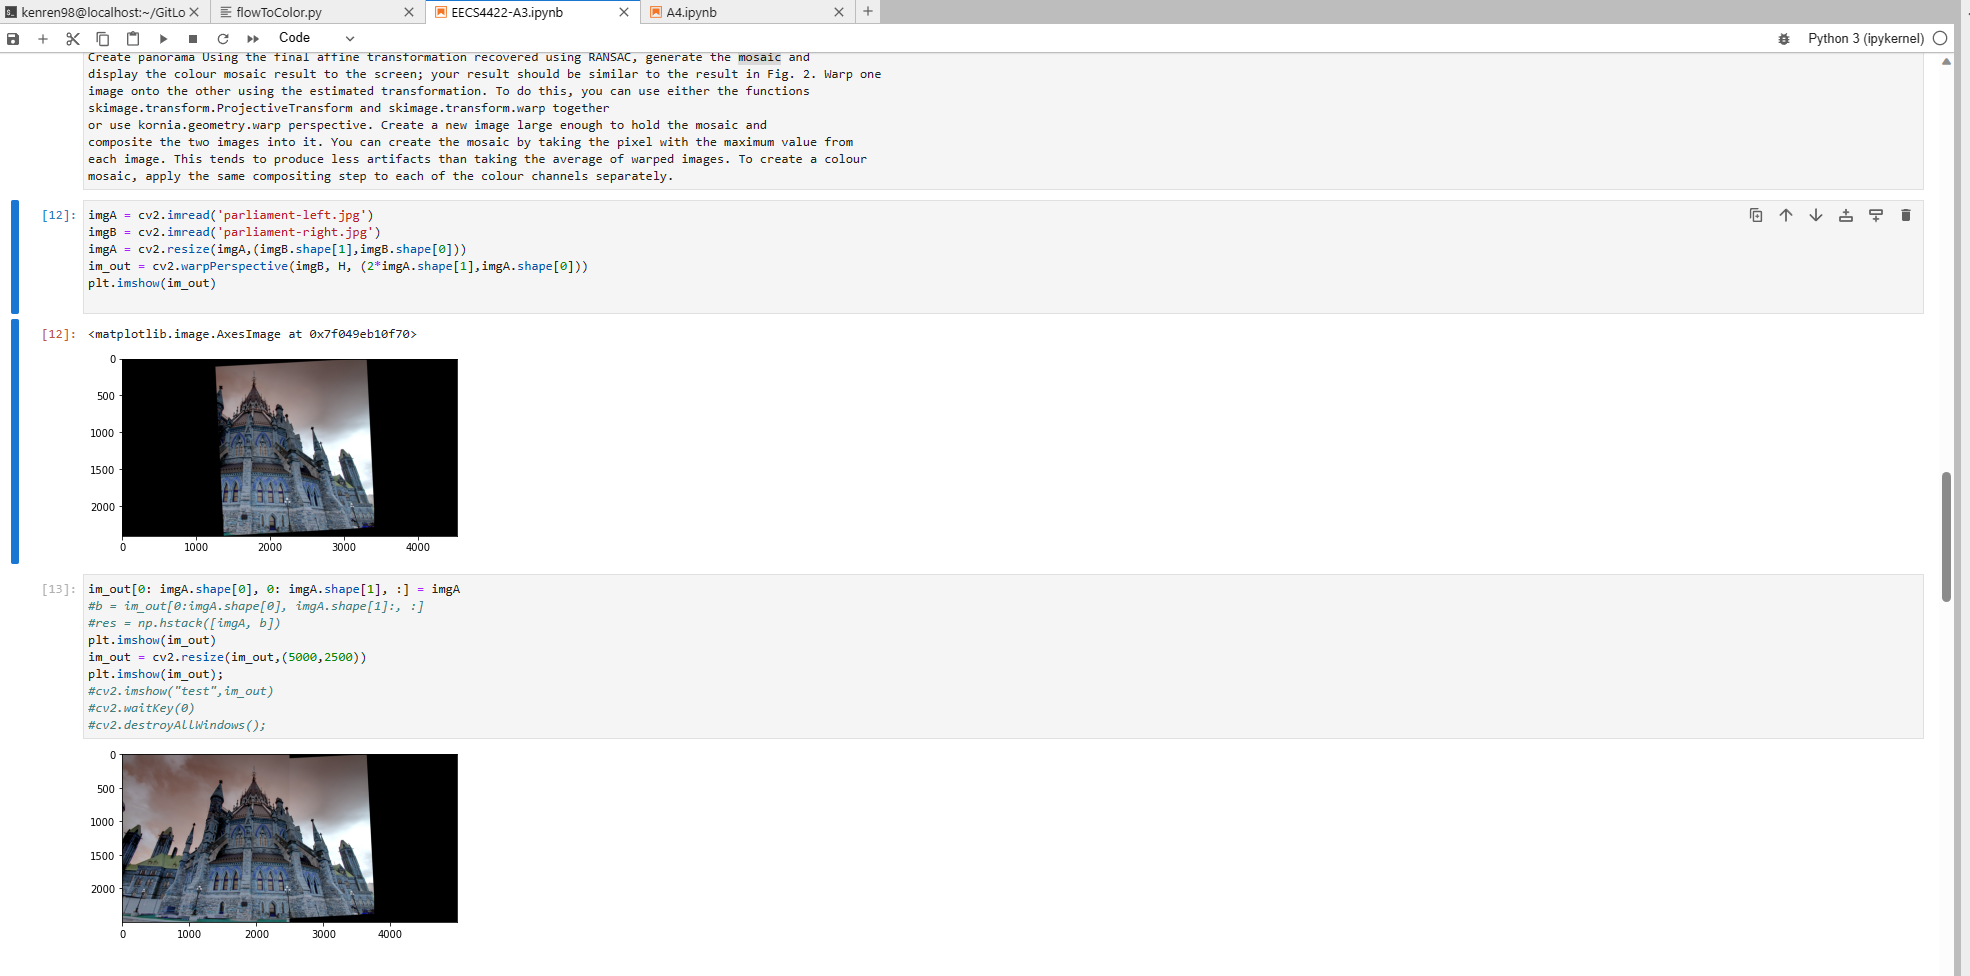 kenren98@localhost:~/GitLo
flowToColor.py
EECS4422-A3.ipynb
A4.ipynb
Code
Python 3 (ipykernel)
Create panorama Using the final affine transformation recovered using RANSAC, generate the mosaic and
display the colour mosaic result to the screen; your result should be similar to the result in Fig. 2. Warp one
image onto the other using the estimated transformation. To do this, you can use either the functions
skimage.transform.ProjectiveTransform and skimage.transform.warp together
or use kornia.geometry.warp perspective. Create a new image large enough to hold the mosaic and
composite the two images into it. You can create the mosaic by taking the pixel with the maximum value from
each image. This tends to produce less artifacts than taking the average of warped images. To create a colour
mosaic, apply the same compositing step to each of the colour channels separately.
[12]:
imgA = cv2.imread('parliament-left.jpg')
imgB = cv2.imread('parliament-right.jpg')
imgA = cv2.resize(imgA,(imgB.shape[1],imgB.shape[0]))
im_out = cv2.warpPerspective(imgB, H, (2*imgA.shape[1],imgA.shape[0]))
plt.imshow(im_out)
[12]: <matplotlib.image.AxesImage at 0x7f049eb10f70>
0
500
1000
1500
2000
0 1000 2000 3000 4000
[13]:
im_out[0: imgA.shape[0], 0: imgA.shape[1], :] = imgA
#b = im_out[0:imgA.shape[0], imgA.shape[1]:, :]
#res = np.hstack([imgA, b])
plt.imshow(im_out)
im_out = cv2.resize(im_out,(5000,2500))
plt.imshow(im_out);
#cv2.imshow("test",im_out)
#cv2.waitKey(0)
#cv2.destroyAllWindows();
0
500
1000
1500
2000
0 1000 2000 3000 4000